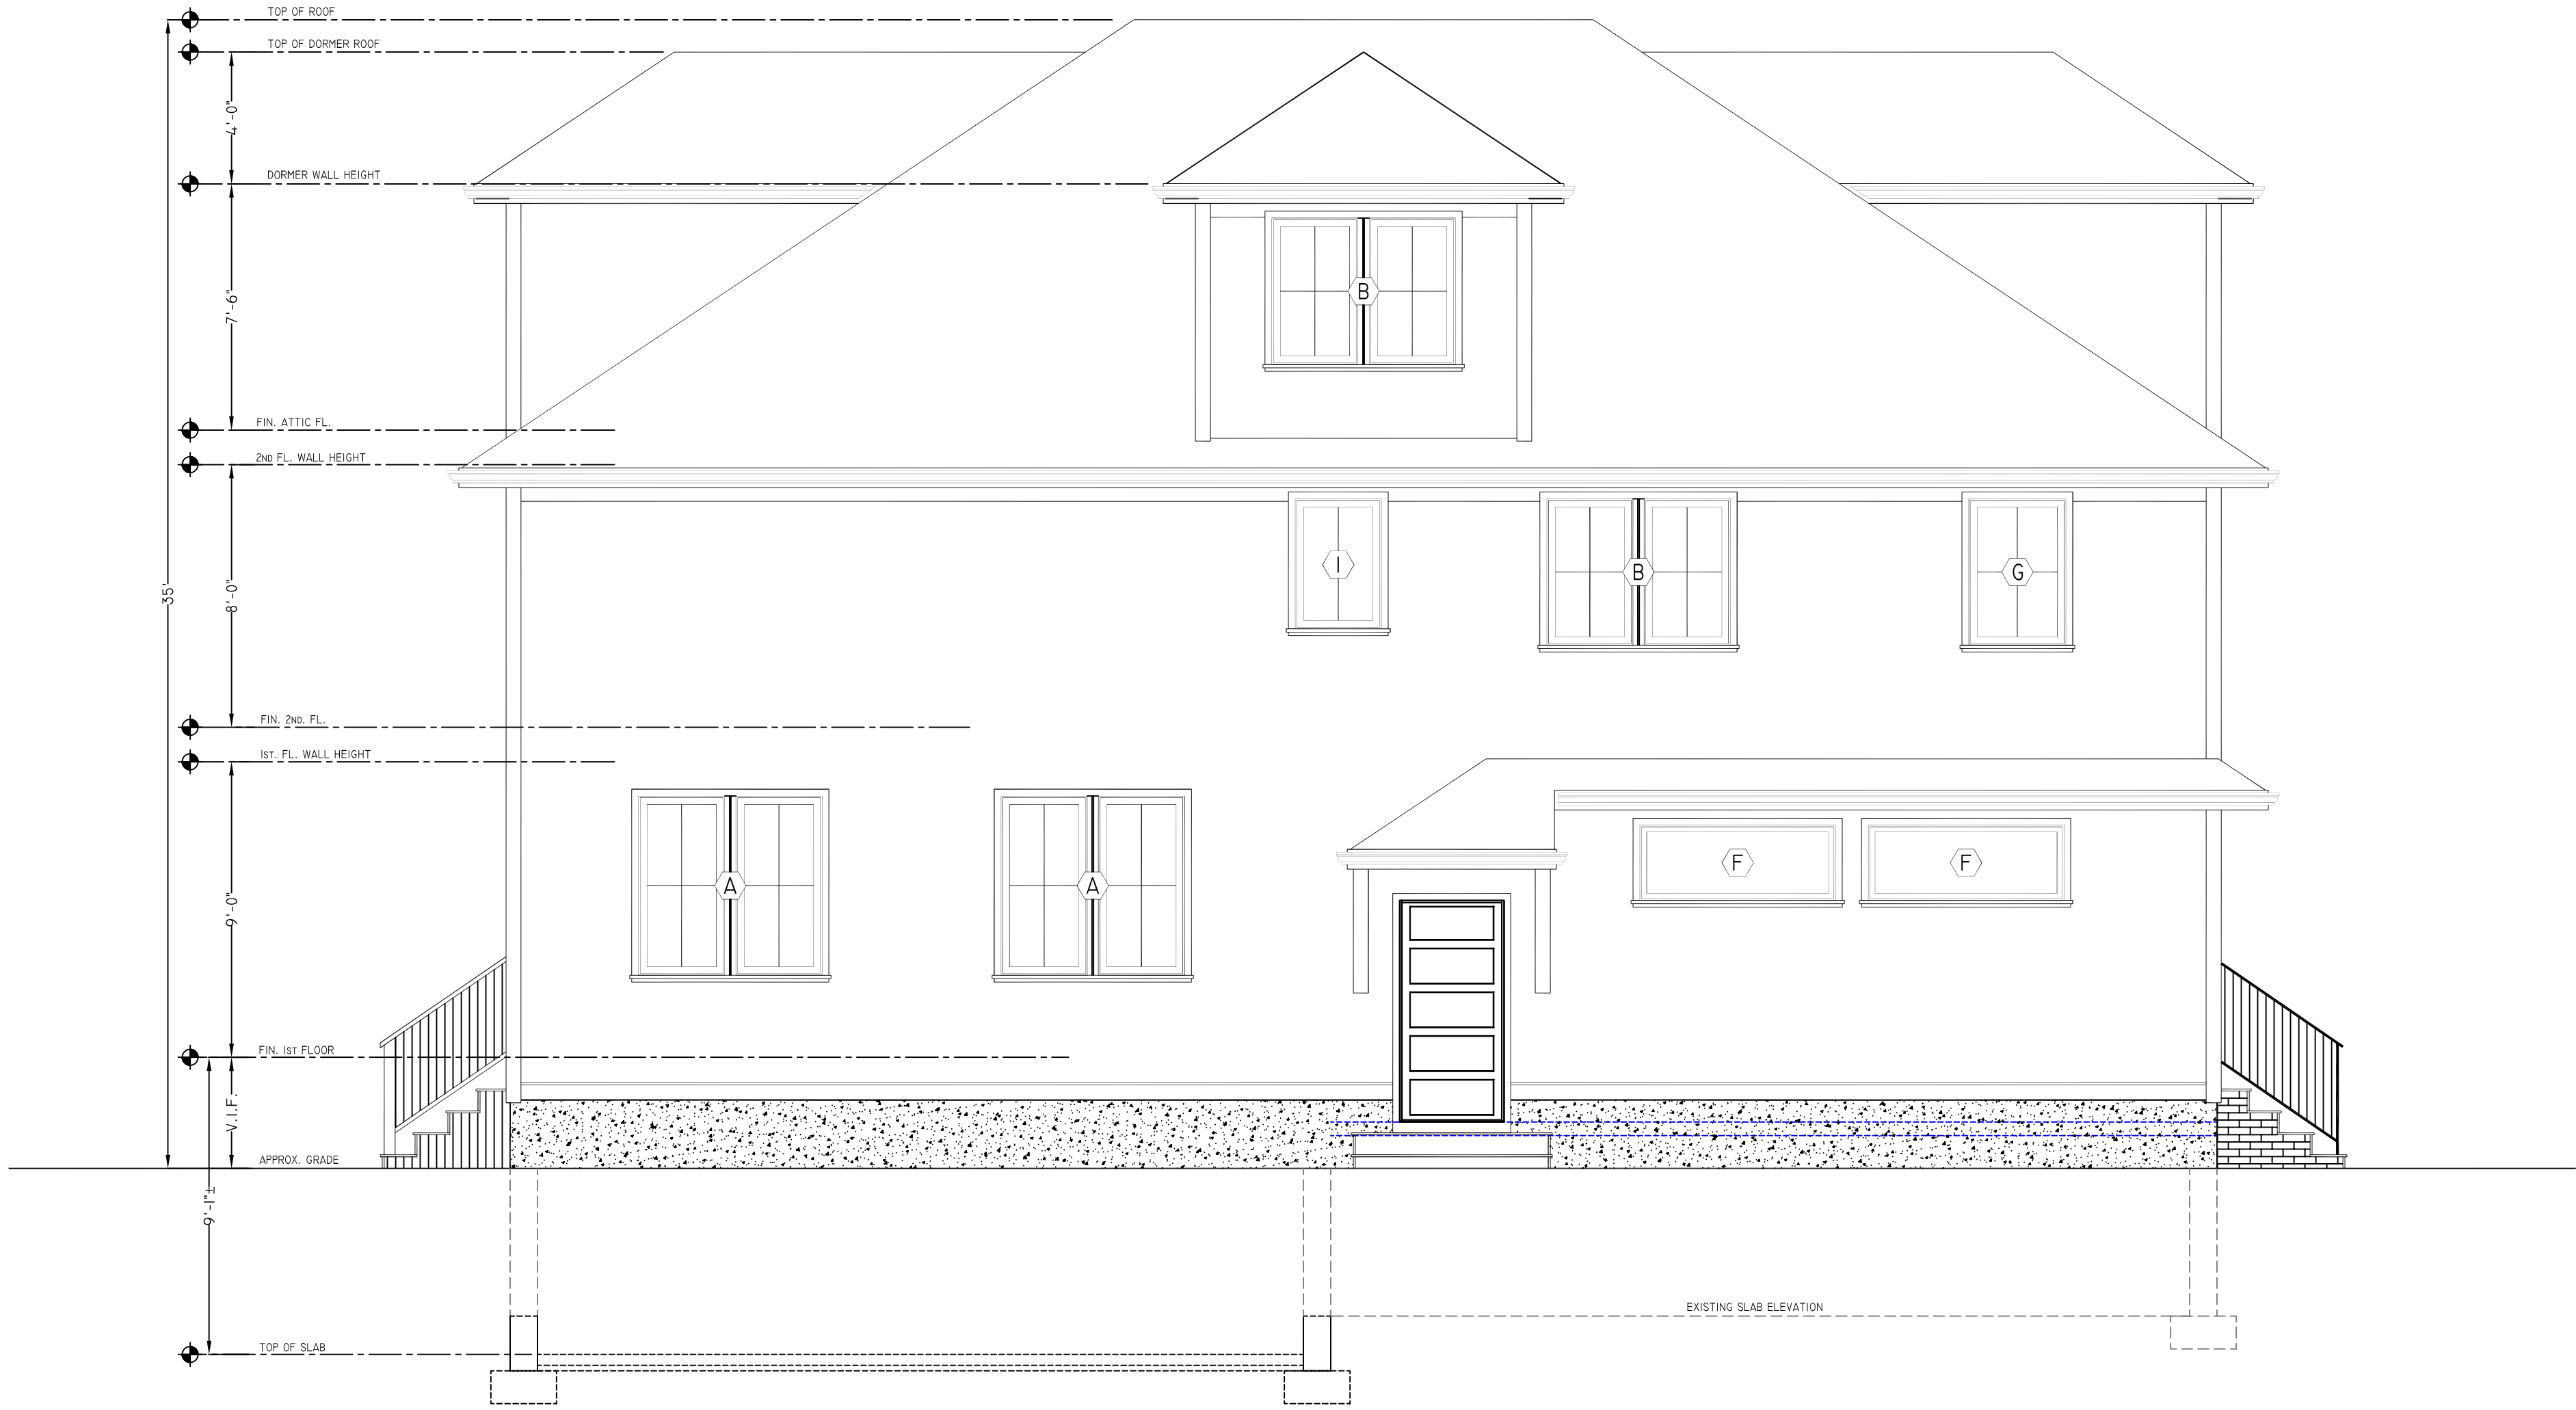 TOP OF ROOF
TOP OF DORMER ROOF
4'-0"
DORMER WALL HEIGHT
7'-6"
B
FIN. ATTIC FL.
2ND FL. WALL HEIGHT
35'
8'-0"
I
B
G
FIN. 2ND. FL.
1ST. FL. WALL HEIGHT
9'-0"
A
A
F
F
FIN. 1ST FLOOR
V.I.F.
APPROX. GRADE
9'-1"±
EXISTING SLAB ELEVATION
TOP OF SLAB